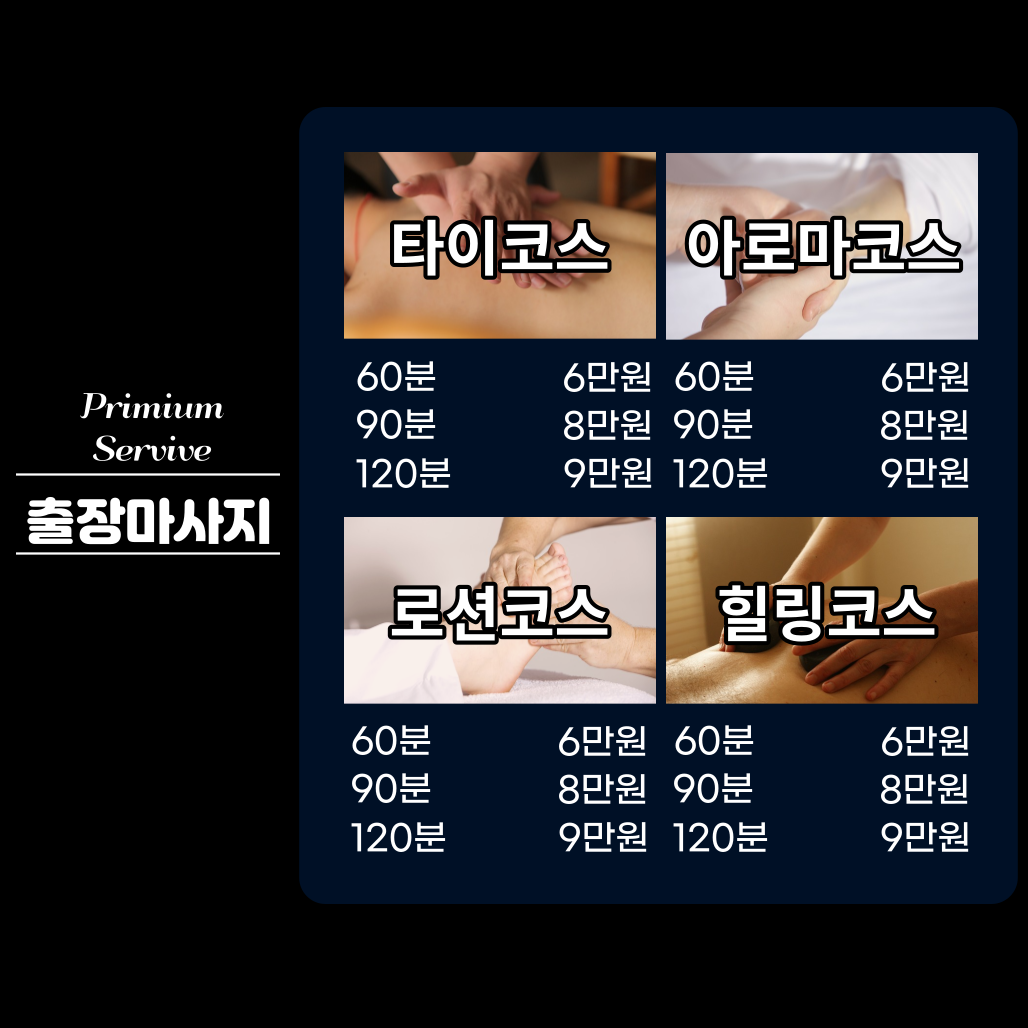 Primium
Servive
출장마사지
타이코스
60분 6만원
90분 8만원
120분 9만원
아로마코스
60분 6만원
90분 8만원
120분 9만원
로션코스
60분 6만원
90분 8만원
120분 9만원
힐링코스
60분 6만원
90분 8만원
120분 9만원